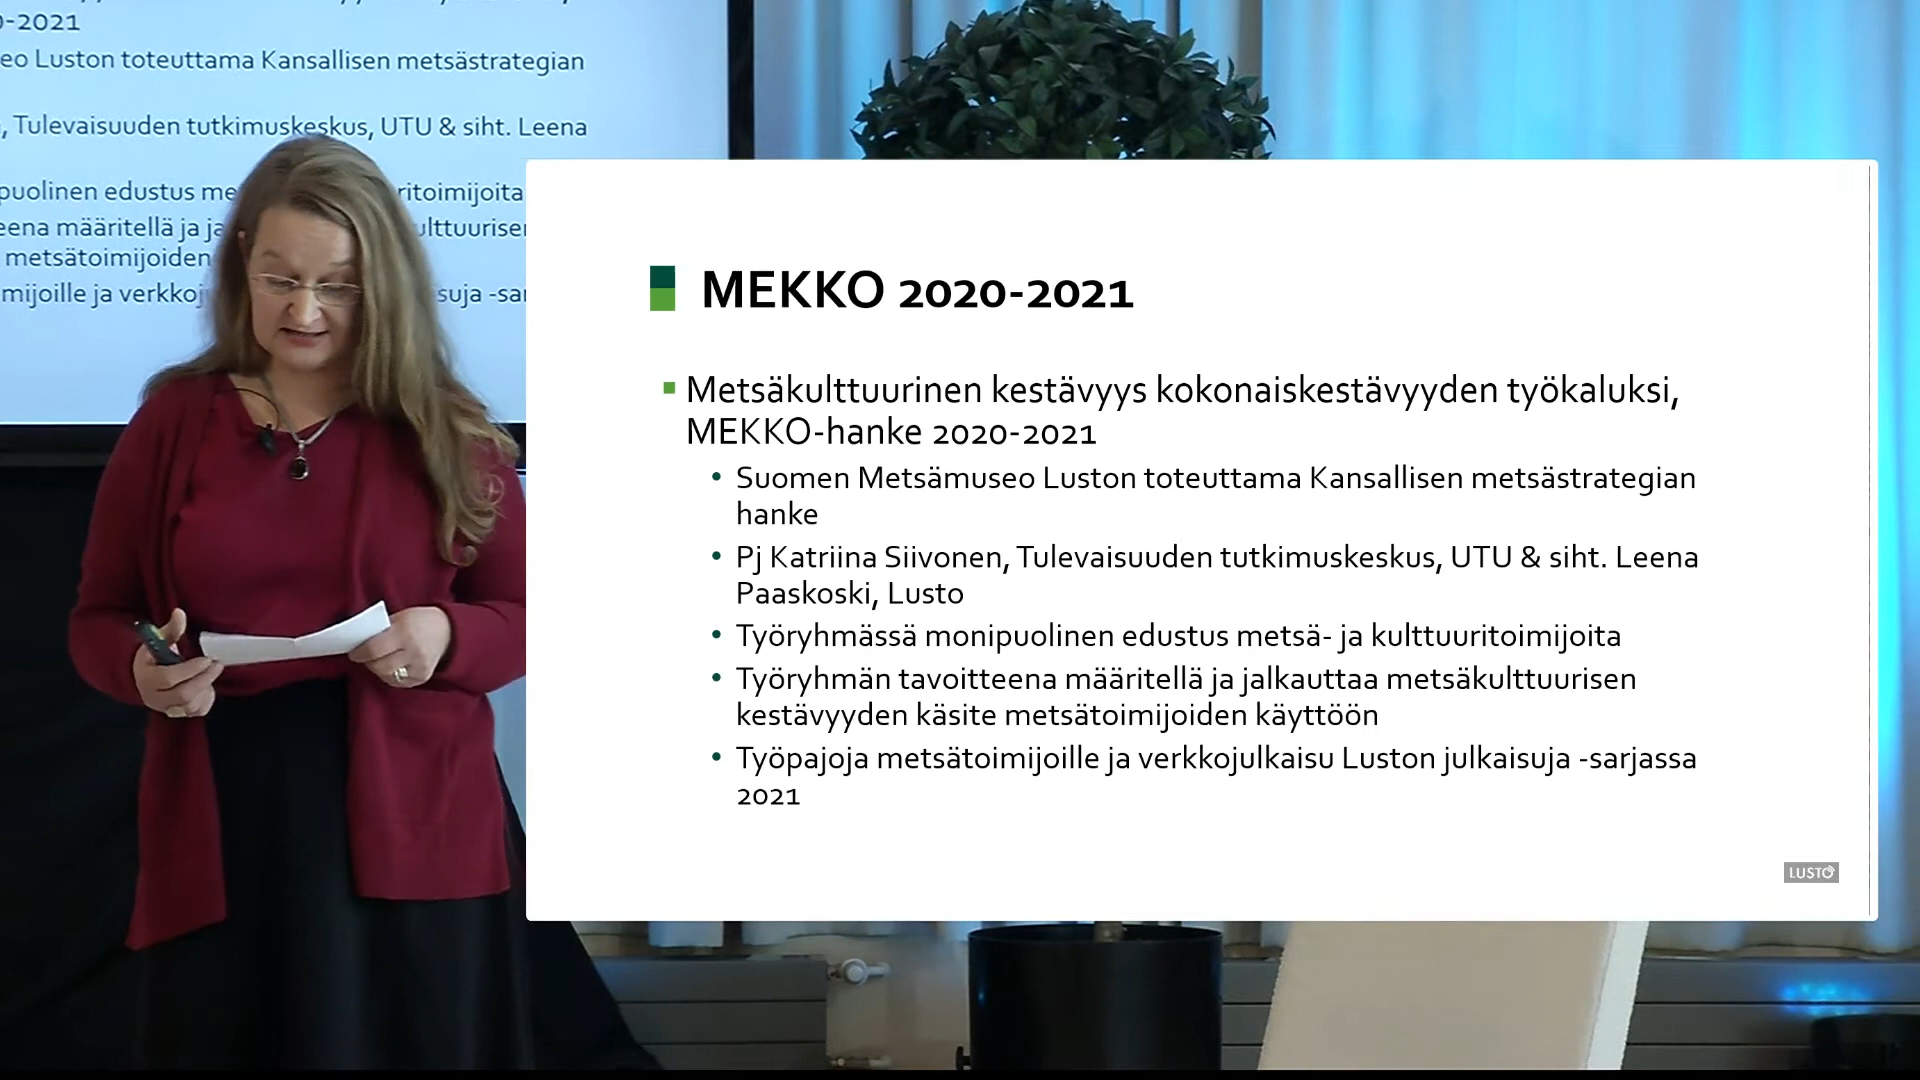 0-2021
eo Luston toteuttama Kansallisen metsästrategian
, Tulevaisuuden tutkimuskeskus, UTU & siht. Leena
puolinen edustus me ritoimijoita
eena määritellä ja ja ulttuurisen
metsätoimijoiden
mijoille ja verkkoj suja -sar
MEKKO 2020-2021
Metsäkulttuurinen kestävyys kokonaiskestävyyden työkaluksi,
MEKKO-hanke 2020-2021
Suomen Metsämuseo Luston toteuttama Kansallisen metsästrategian
hanke
Pj Katriina Siivonen, Tulevaisuuden tutkimuskeskus, UTU & siht. Leena
Paaskoski, Lusto
Työryhmässä monipuolinen edustus metsä- ja kulttuuritoimijoita
Työryhmän tavoitteena määritellä ja jalkauttaa metsäkulttuurisen
kestävyyden käsite metsätoimijoiden käyttöön
Työpajoja metsätoimijoille ja verkkojulkaisu Luston julkaisuja -sarjassa
2021
LUSTO